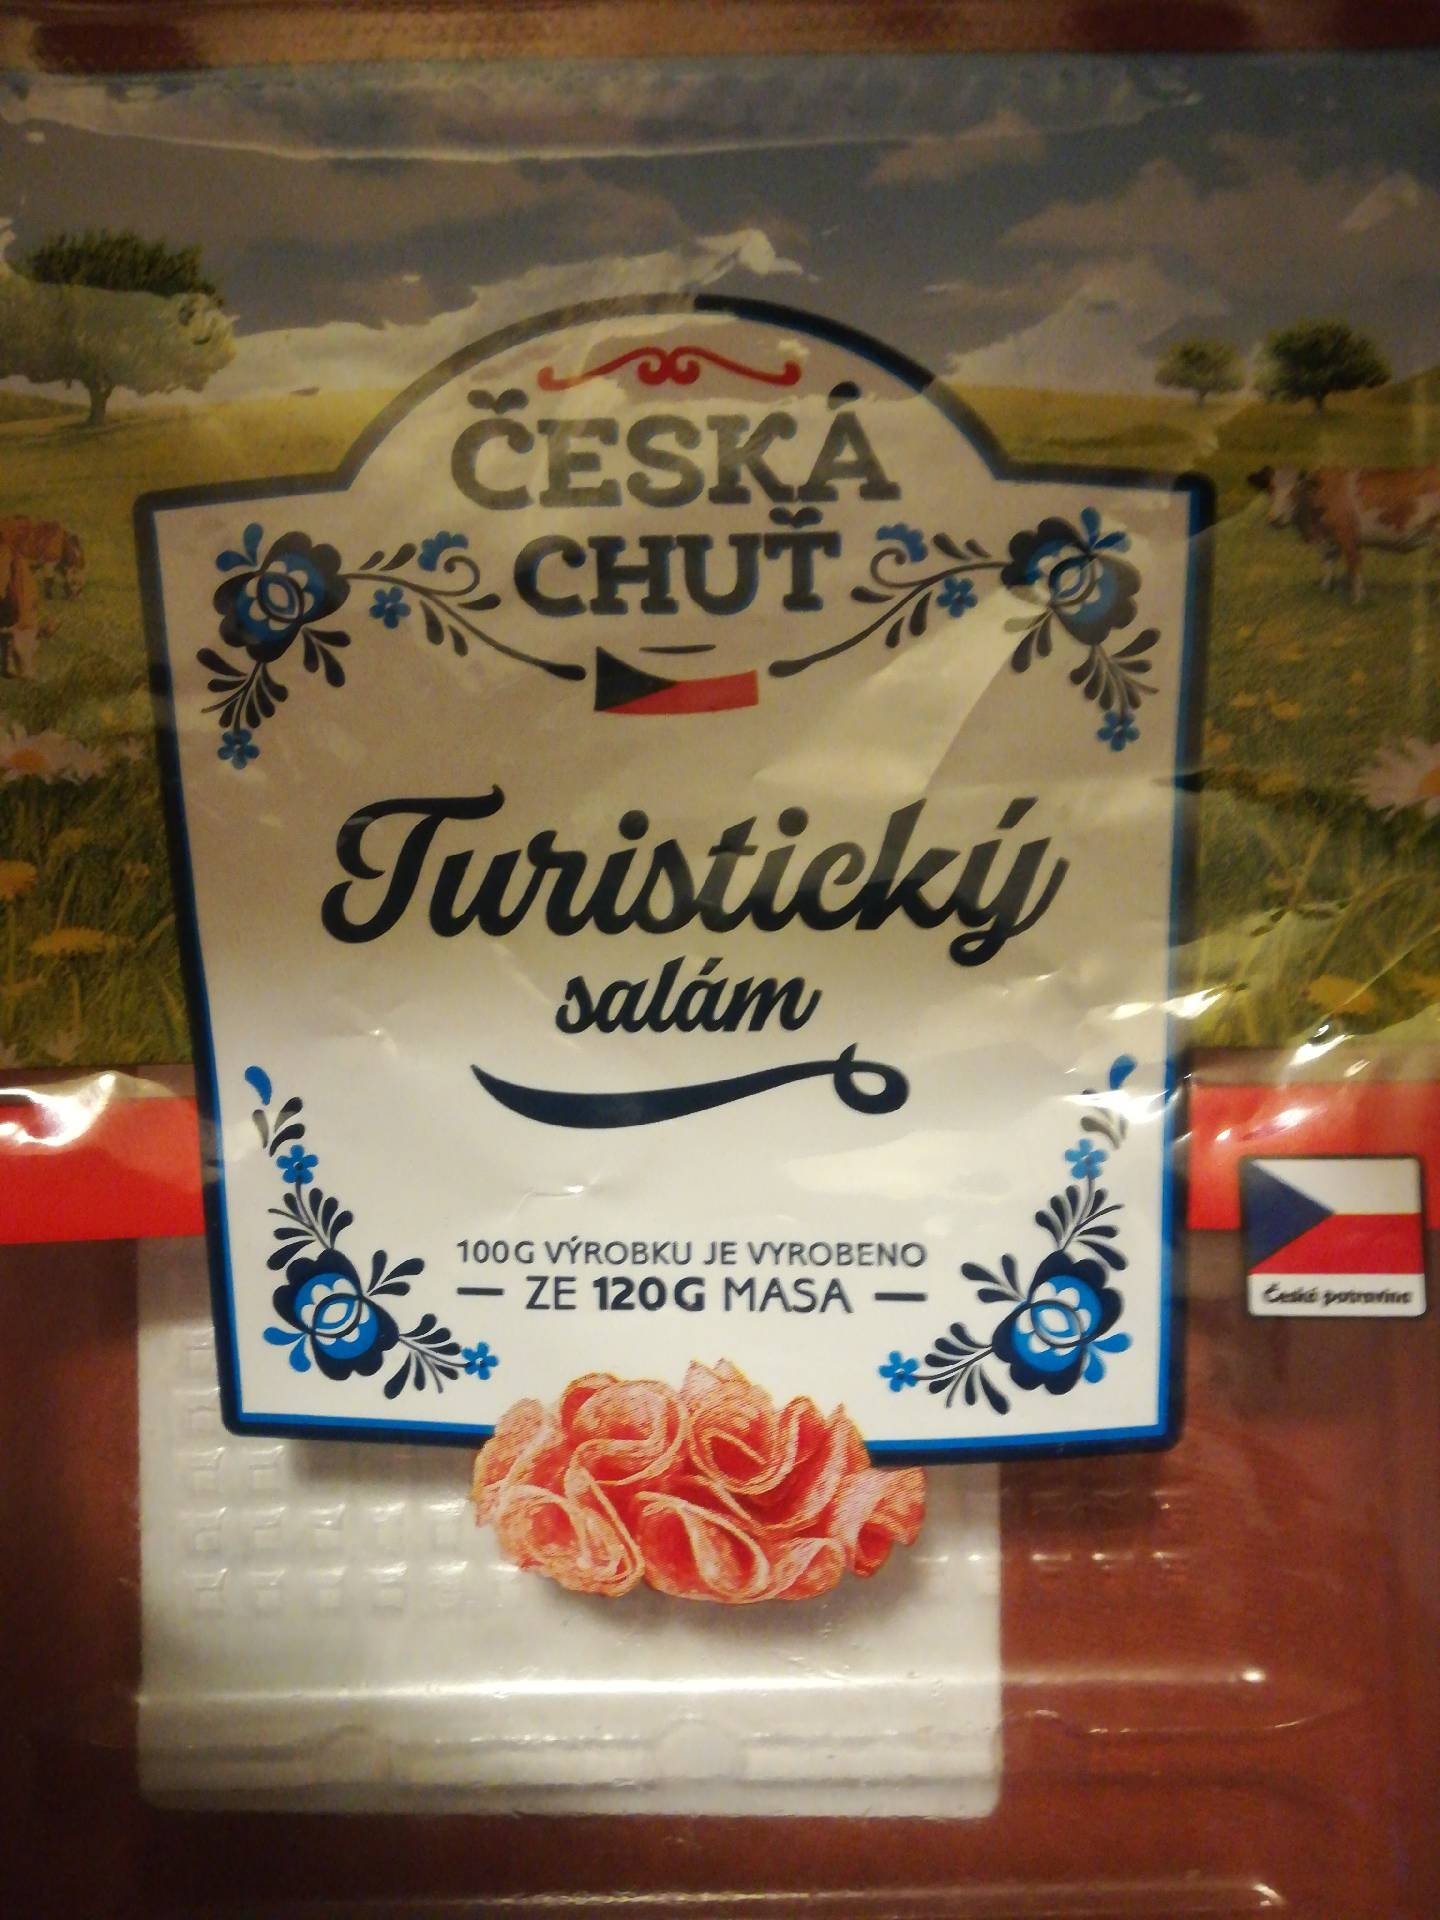 ČESKÁ
CHUŤ
Turistický
salám
100G VÝROBKU JE VYROBENO
ZE 120G MASA
Česká potravina